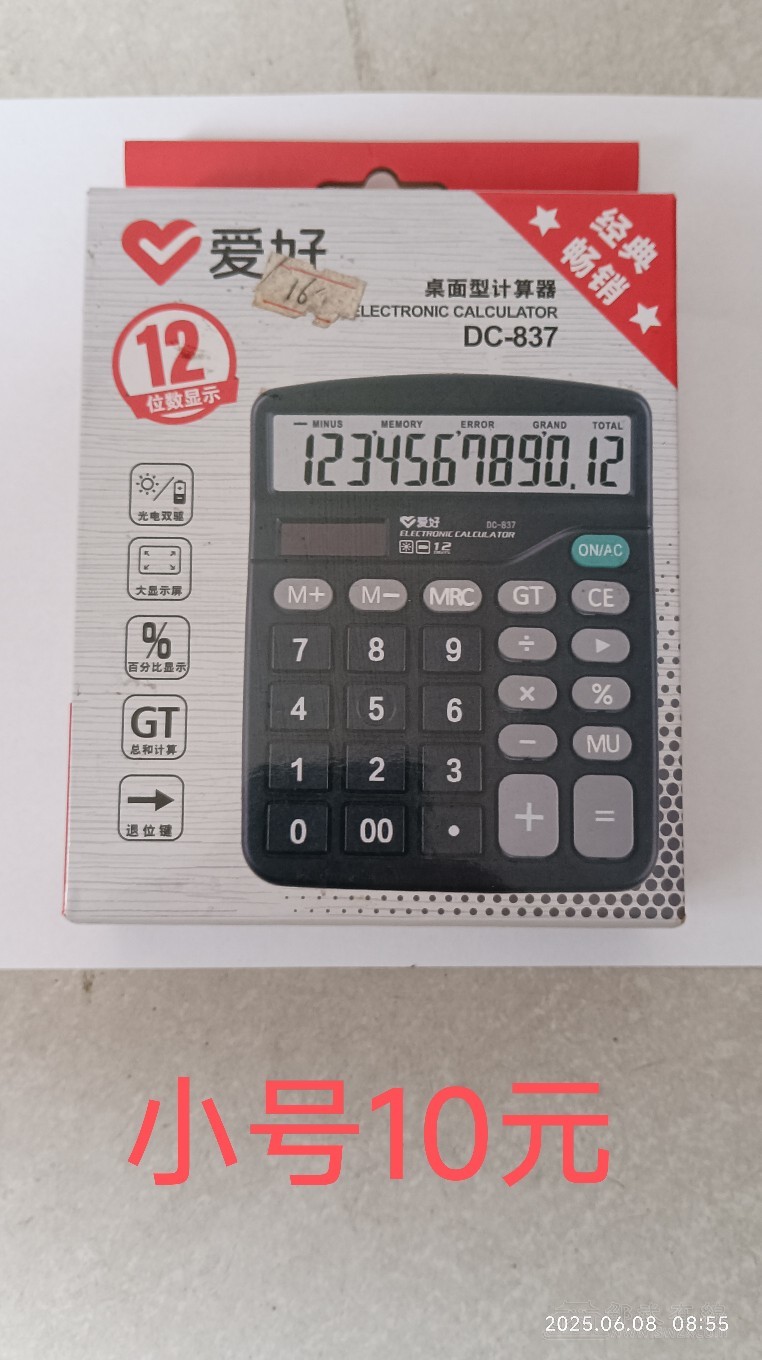 爱好
16
经典
畅销
桌面型计算器
ELECTRONIC CALCULATOR
DC-837
12
位数显示
光电双驱
大显示屏
%
百分比显示
GT
总和计算
退位键
MINUS MEMORY ERROR GRAND TOTAL
1234567890.12
爱好 DC-837
ELECTRONIC CALCULATOR
12
ON/AC
M+ M− MRC GT CE
7 8 9 ÷ ▶
4 5 6 × %
1 2 3 − MU
0 00 • + =
小号10元
2025.06.08 08:55